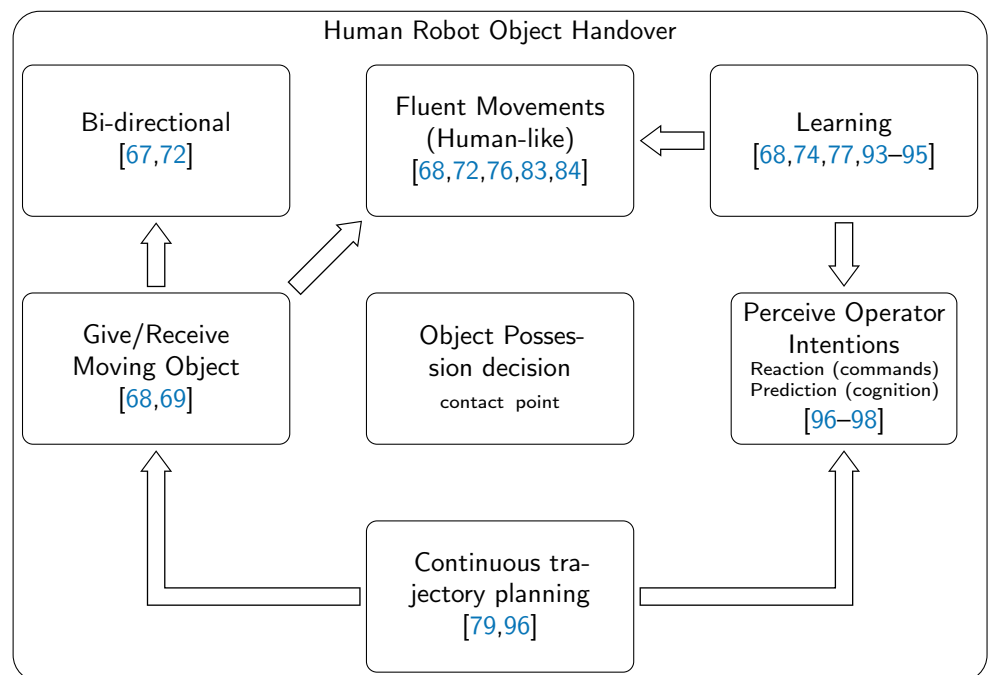 Human Robot Object Handover
Bi-directional
[67,72]
Fluent Movements
(Human-like)
[68,72,76,83,84]
Learning
[68,74,77,93–95]
Give/Receive
Moving Object
[68,69]
Object Posses-
sion decision
contact point
Perceive Operator
Intentions
Reaction (commands)
Prediction (cognition)
[96–98]
Continuous tra-
jectory planning
[79,96]